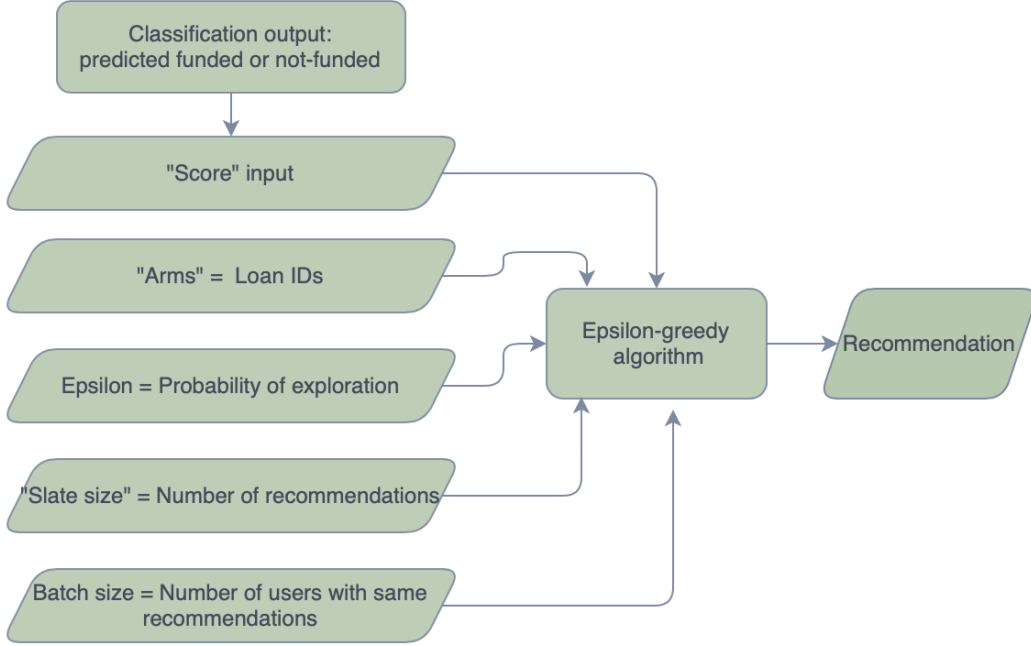 Classification output:
predicted funded or not-funded
"Score" input
"Arms" =  Loan IDs
Epsilon = Probability of exploration
"Slate size" = Number of recommendations
Batch size = Number of users with same
recommendations
Epsilon-greedy
algorithm
Recommendation